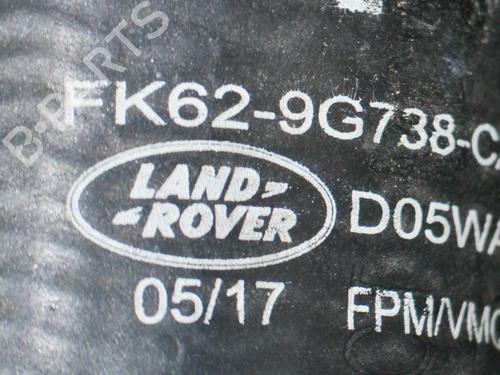 B-PARTS
FK62-9G738-C
LAND
ROVER
D05WA
05/17
FPM/VMQ